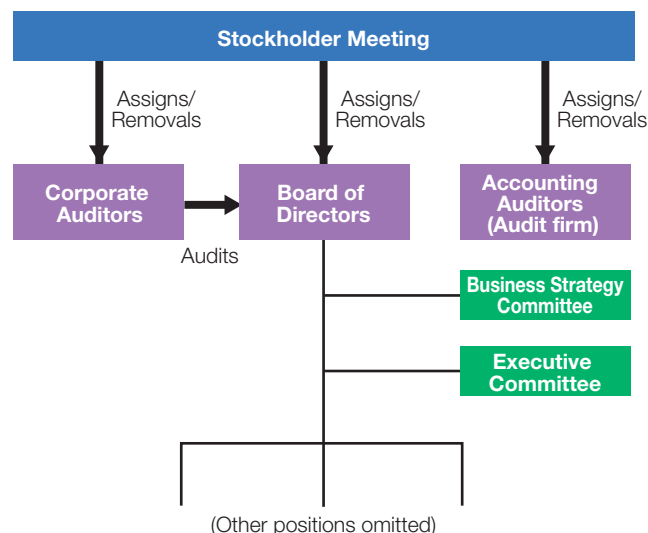 Stockholder Meeting
Assigns/
Removals
Assigns/
Removals
Assigns/
Removals
Corporate
Auditors
Audits
Board of
Directors
Accounting
Auditors
(Audit firm)
Business Strategy
Committee
Executive
Committee
(Other positions omitted)